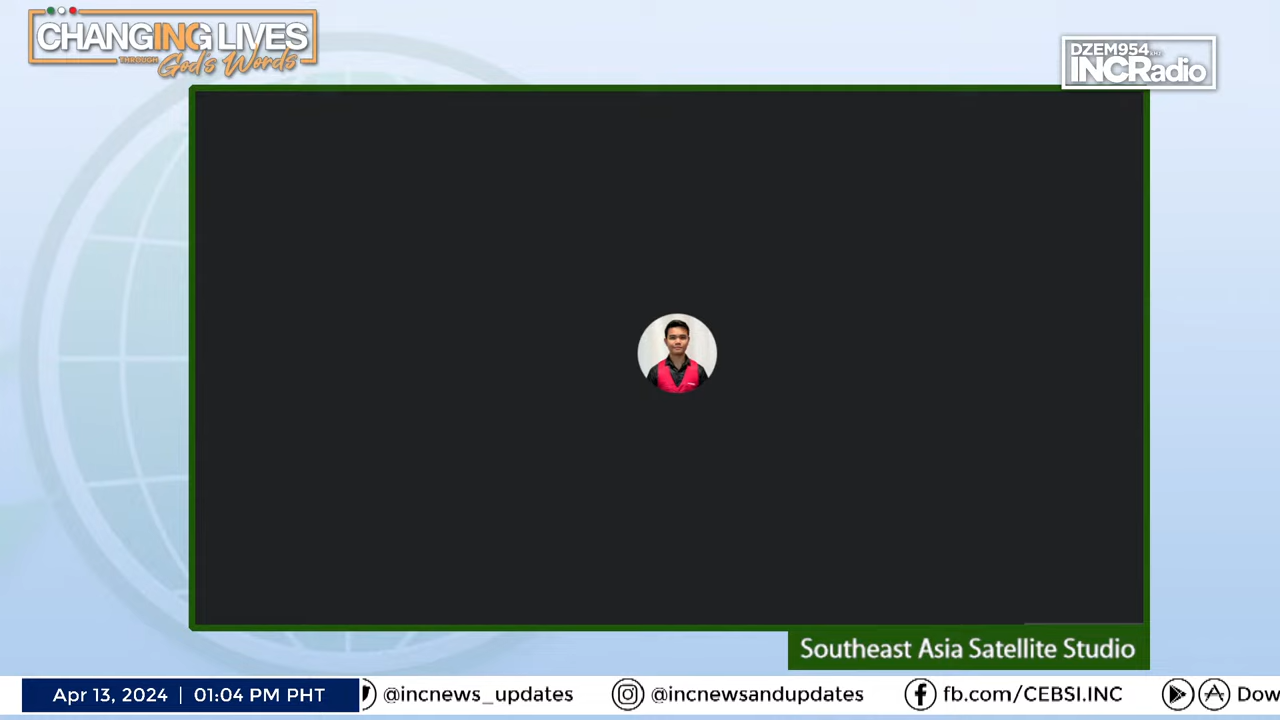 CHANGING LIVES
THROUGH God's Words
DZEM954
INCRadio
Southeast Asia Satellite Studio
Apr 13, 2024 | 01:04 PM PHT
@incnews_updates @incnewsandupdates fb.com/CEBSI.INC Dow